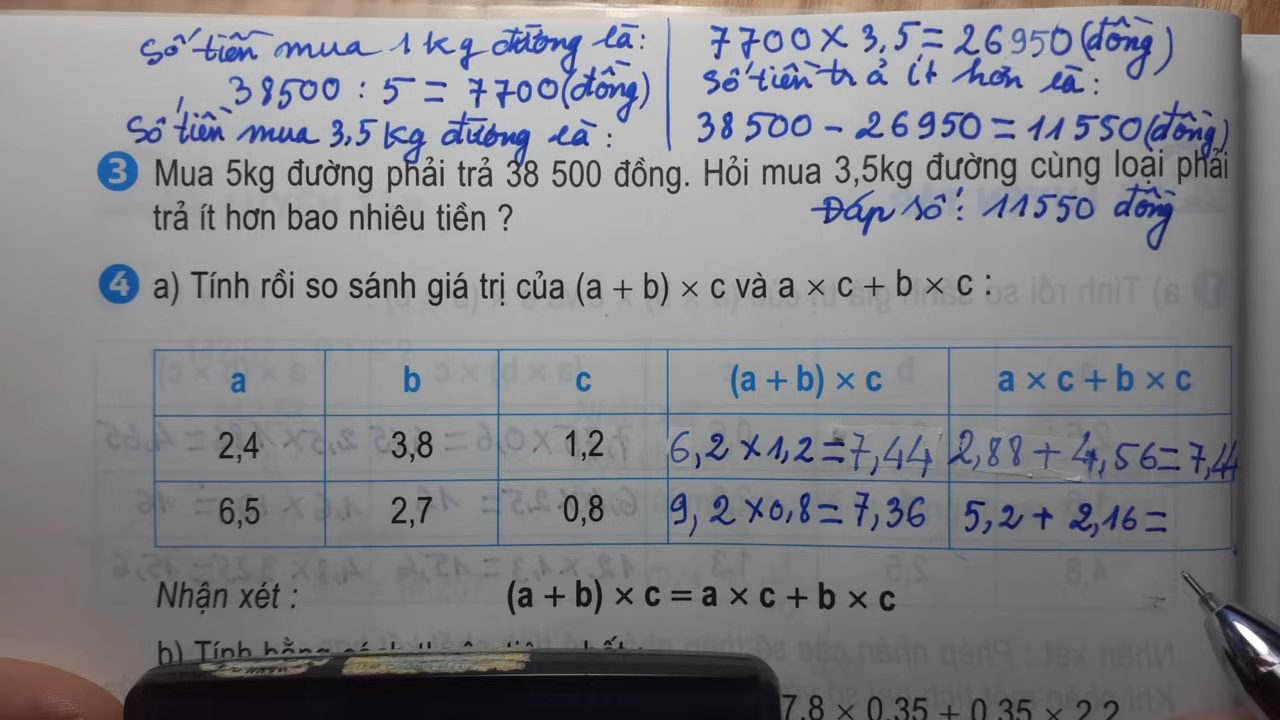 Số tiền mua 1 kg đường là:
38500 : 5 = 7700 (đồng)
Số tiền mua 3,5 kg đường là:
7700 × 3,5 = 26950 (đồng)
Số tiền trả ít hơn là:
38500 - 26950 = 11550 (đồng)
3 Mua 5kg đường phải trả 38 500 đồng. Hỏi mua 3,5kg đường cùng loại phải
trả ít hơn bao nhiêu tiền ?
Đáp số: 11550 đồng
4 a) Tính rồi so sánh giá trị của (a + b) × c và a × c + b × c :
a b c (a + b) × c a × c + b × c
2,4 3,8 1,2 6,2 × 1,2 = 7,44 2,88 + 4,56 = 7,44
6,5 2,7 0,8 9,2 × 0,8 = 7,36 5,2 + 2,16 =
Nhận xét : (a + b) × c = a × c + b × c
b) Tính
7,8 × 0,35 + 0,35 × 2,2